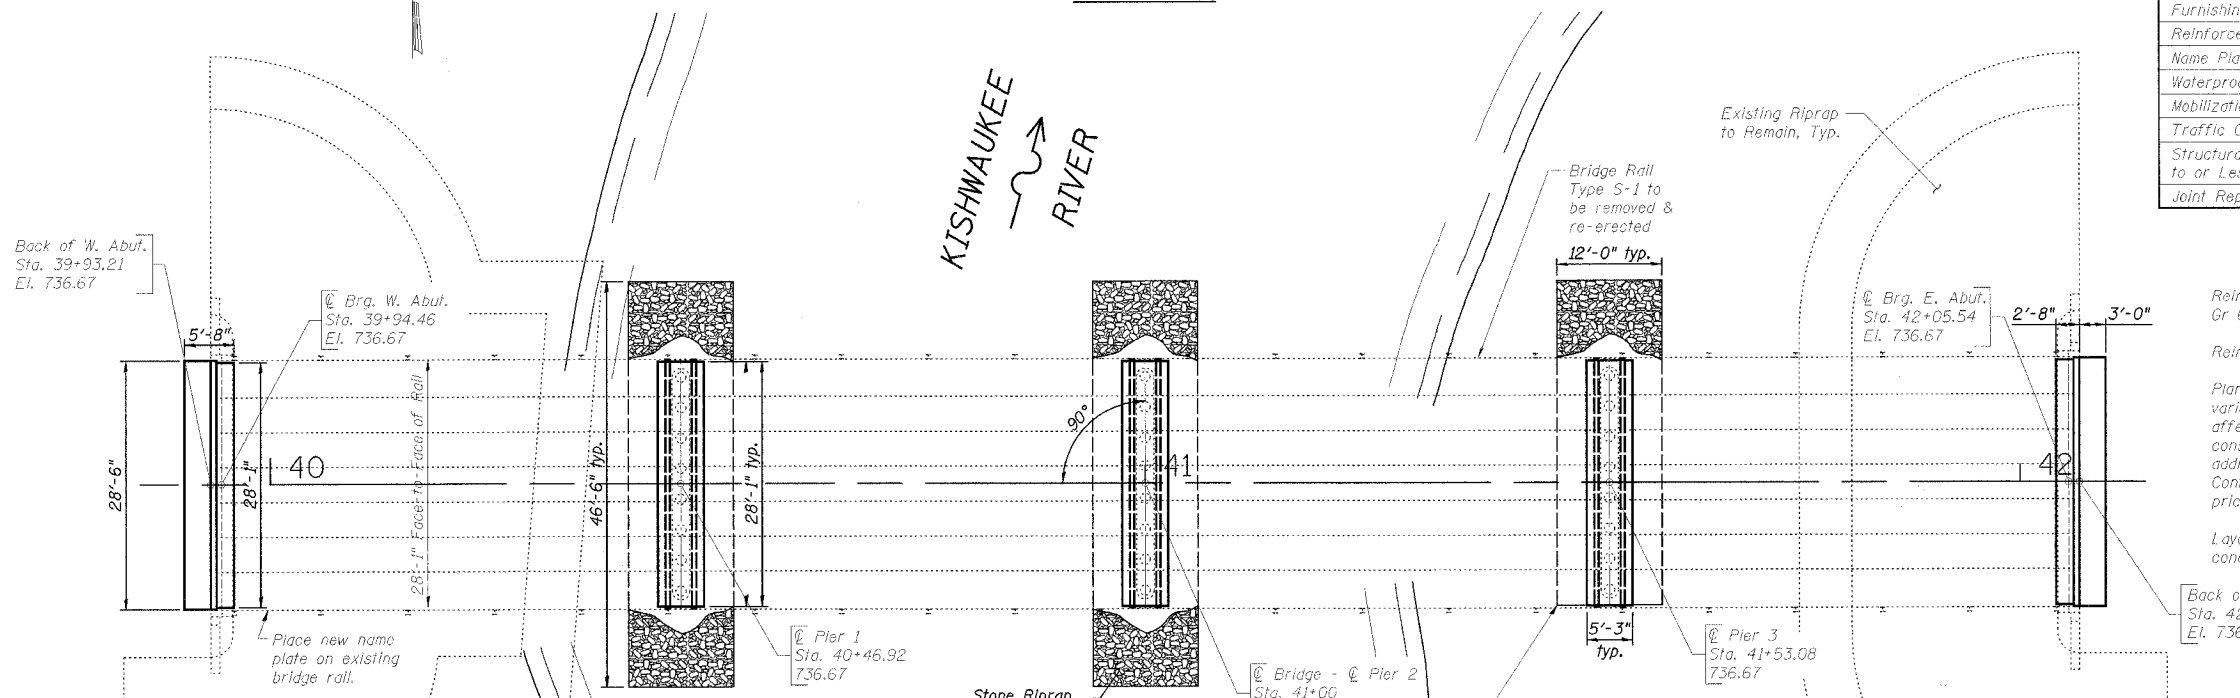 Back of W. Abut.
Sta. 39+93.21
El. 736.67
℄ Brg. W. Abut.
Sta. 39+94.46
El. 736.67
5'-8"
28'-6"
28'-1"
40
28'-1" Face to Face of Rail
Place new name
plate on existing
bridge rail.
46'-6" typ.
28'-1" typ.
℄ Pier 1
Sta. 40+46.92
736.67
KISHWAUKEE
RIVER
90°
41
℄ Bridge - ℄ Pier 2
Sta. 41+00
Stone Riprap
Bridge Rail
Type S-1 to
be removed &
re-erected
12'-0" typ.
5'-3"
typ.
℄ Pier 3
Sta. 41+53.08
736.67
Existing Riprap
to Remain, Typ.
℄ Brg. E. Abut.
Sta. 42+05.54
El. 736.67
2'-8"
3'-0"
42
Back o
Sta. 42
El. 736
Furnishin
Reinforce
Name Pla
Waterproo
Mobilizati
Traffic C
Structura
to or Les
Joint Rep
Rein
Gr
Rein
Plan
vari
affe
cons
addi
Con
pric
Layo
conc